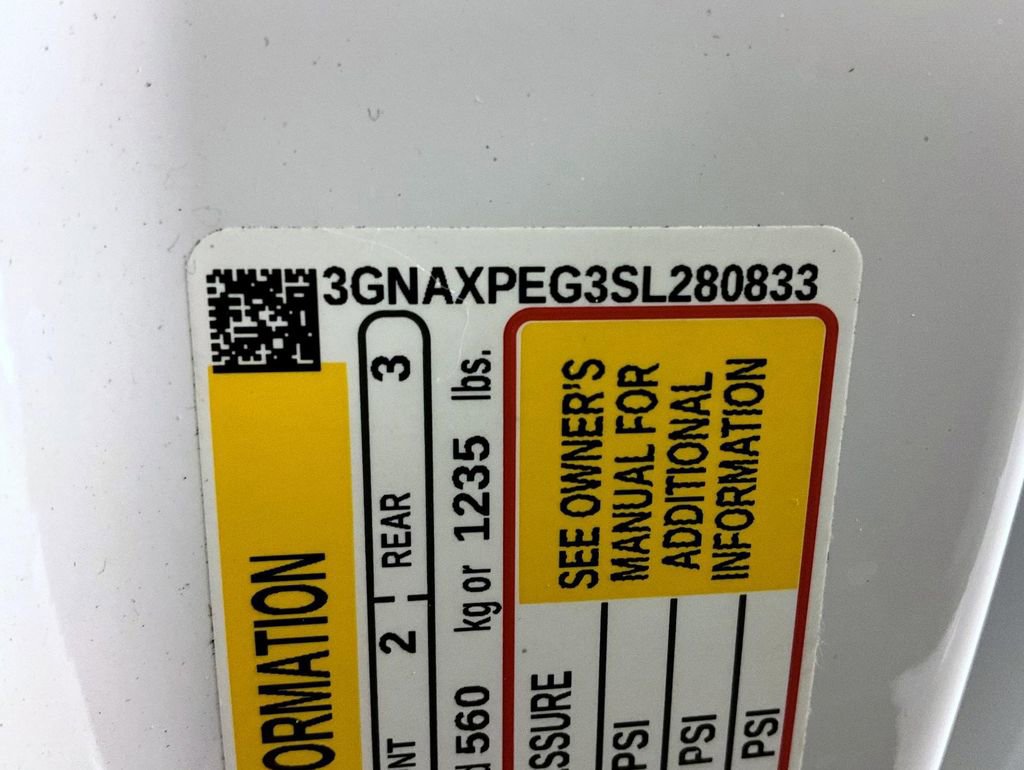 3GNAXPEG3SL280833
ORMATION
NT 2 REAR 3
560 kg or 1235 lbs.
SSURE
SEE OWNER'S
MANUAL FOR
ADDITIONAL
INFORMATION
PSI
PSI
PSI